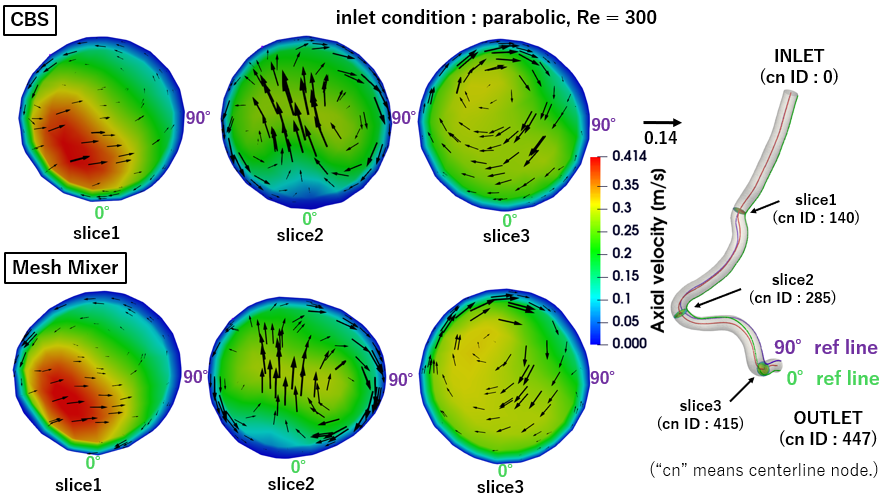 CBS
inlet condition : parabolic, Re = 300
INLET
(cn ID : 0)
90°
90°
90°
0.14
0°
0°
0°
slice1
slice2
slice3
0.414
0.35
0.3
0.25
0.2
0.15
0.1
0.05
0.000
Axial velocity (m/s)
slice1
(cn ID : 140)
slice2
(cn ID : 285)
Mesh Mixer
90°
90°
90°
0°
0°
0°
slice1
slice2
slice3
90° ref line
0° ref line
slice3
(cn ID : 415)
OUTLET
(cn ID : 447)
(“cn” means centerline node.)